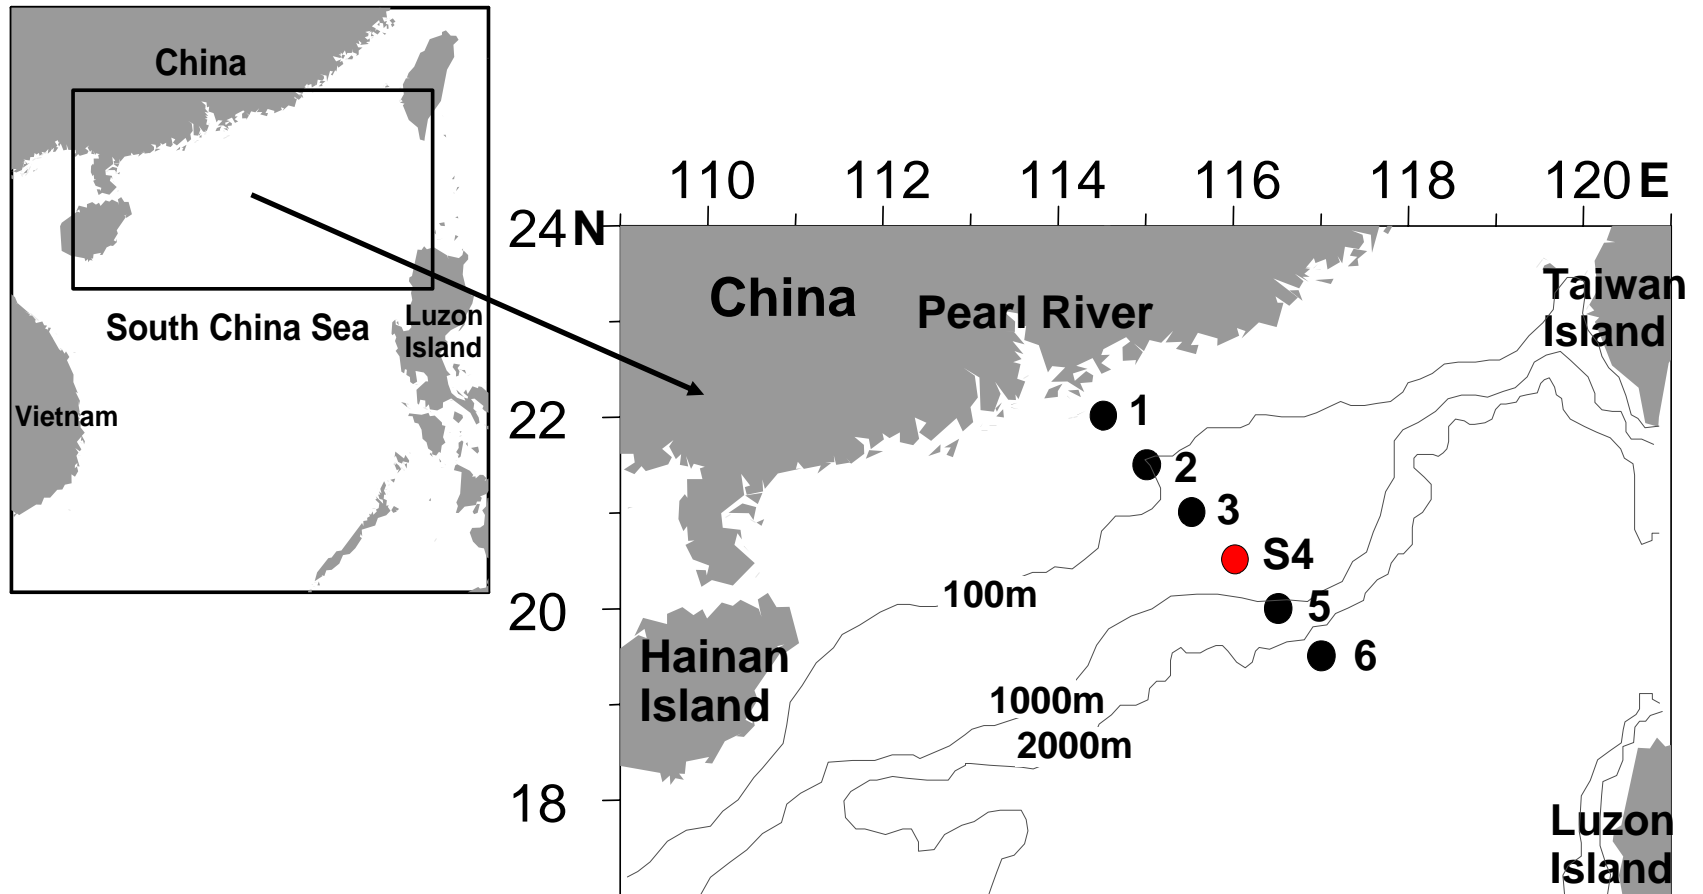 China
South China Sea
Luzon
Island
Vietnam
110 112 114 116 118 120 E
24 N
22
20
18
China
Pearl River
Taiwan
Island
1
2
3
S4
5
6
100m
1000m
2000m
Hainan
Island
Luzon
Island